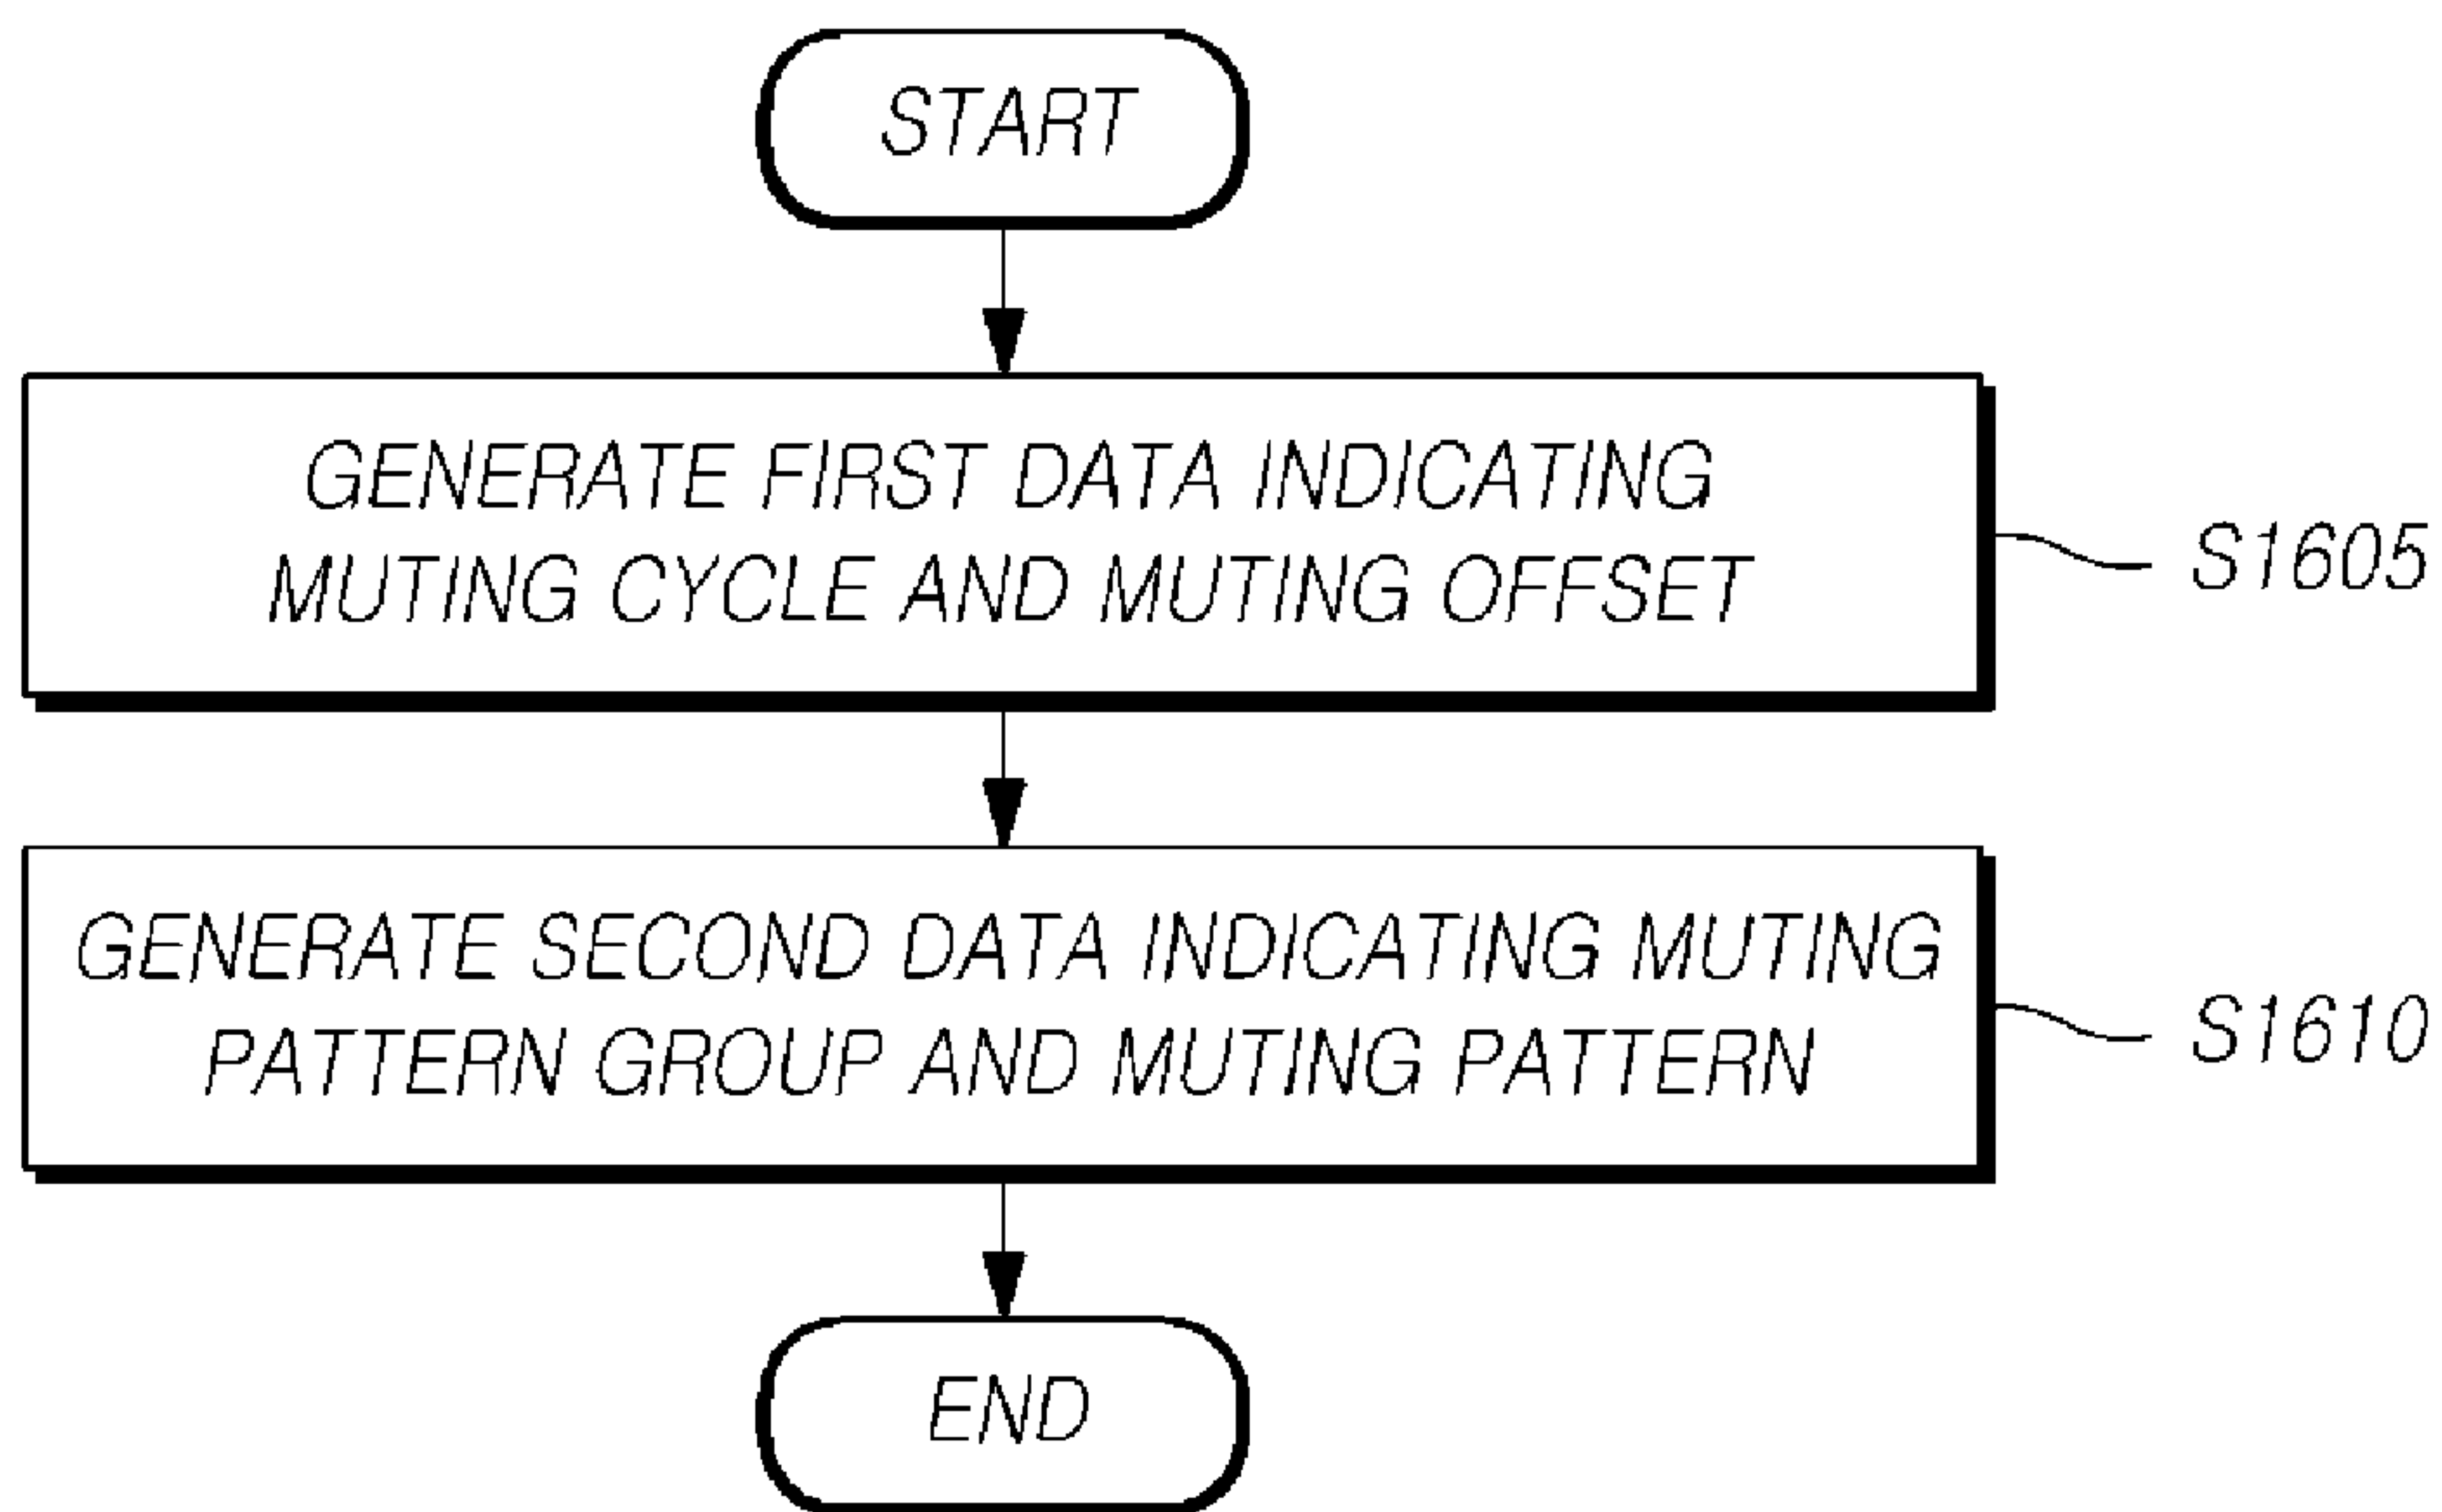 START
GENERATE FIRST DATA INDICATING
MUTING CYCLE AND MUTING OFFSET
S1605
GENERATE SECOND DATA INDICATING MUTING
PATTERN GROUP AND MUTING PATTERN
S1610
END